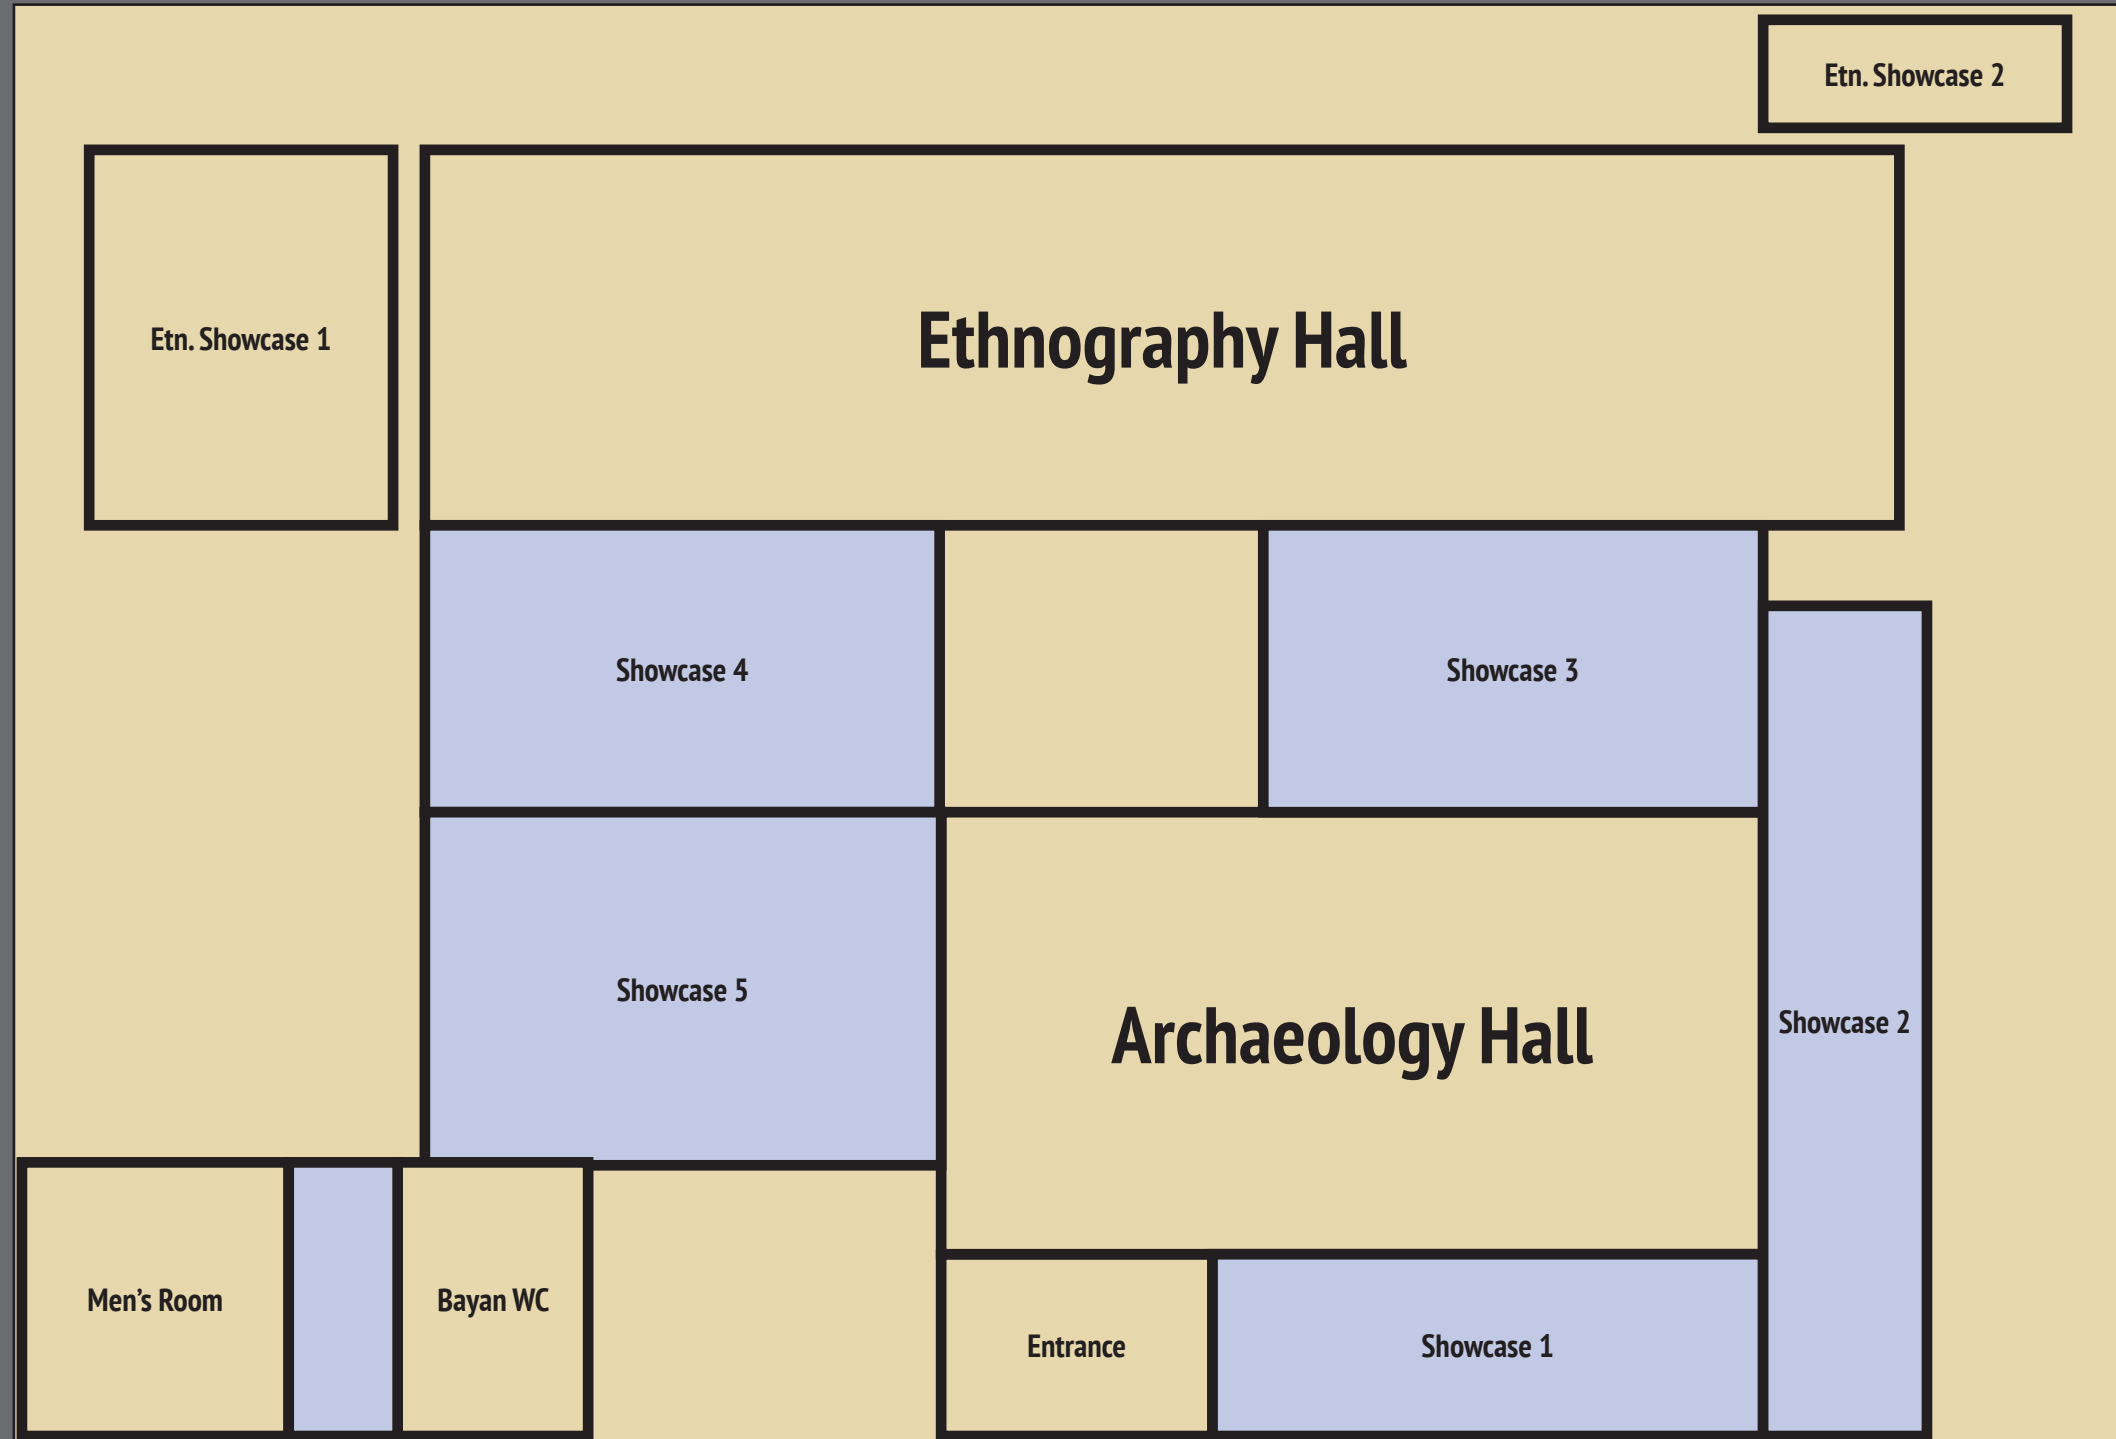 Etn. Showcase 2
Etn. Showcase 1
Ethnography Hall
Showcase 4
Showcase 3
Showcase 5
Archaeology Hall
Showcase 2
Men’s Room
Bayan WC
Entrance
Showcase 1